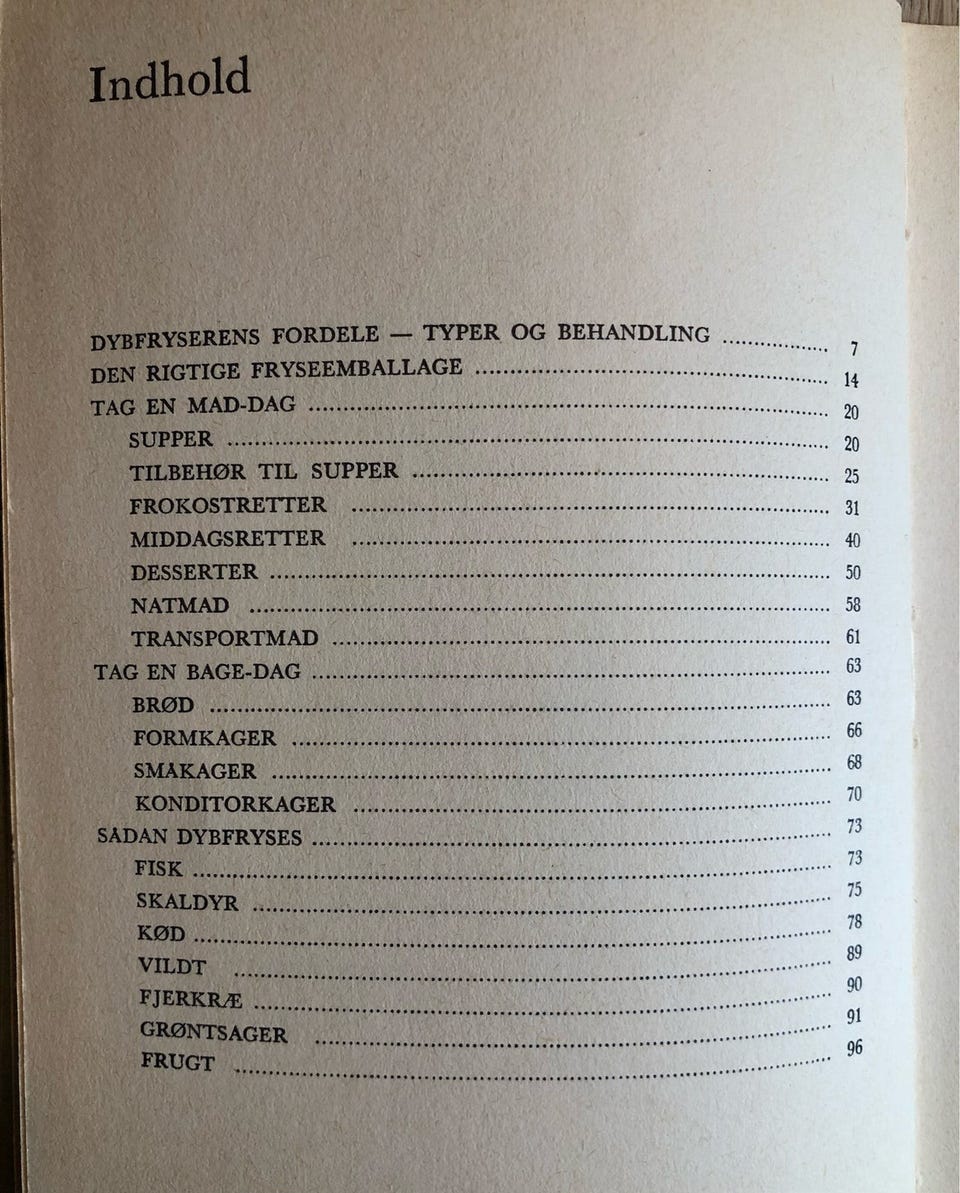 Indhold
DYBFRYSERENS FORDELE — TYPER OG BEHANDLING .................. 7
DEN RIGTIGE FRYSEEMBALLAGE .................. 14
TAG EN MAD-DAG .................. 20
SUPPER .................. 20
TILBEHØR TIL SUPPER .................. 25
FROKOSTRETTER .................. 31
MIDDAGSRETTER .................. 40
DESSERTER .................. 50
NATMAD .................. 58
TRANSPORTMAD .................. 61
TAG EN BAGE-DAG .................. 63
BRØD .................. 63
FORMKAGER .................. 66
SMAKAGER .................. 68
KONDITORKAGER .................. 70
SADAN DYBFRYSES .................. 73
FISK .................. 73
SKALDYR .................. 75
KØD .................. 78
VILDT .................. 89
FJERKRÆ .................. 90
GRØNTSAGER .................. 91
FRUGT .................. 96